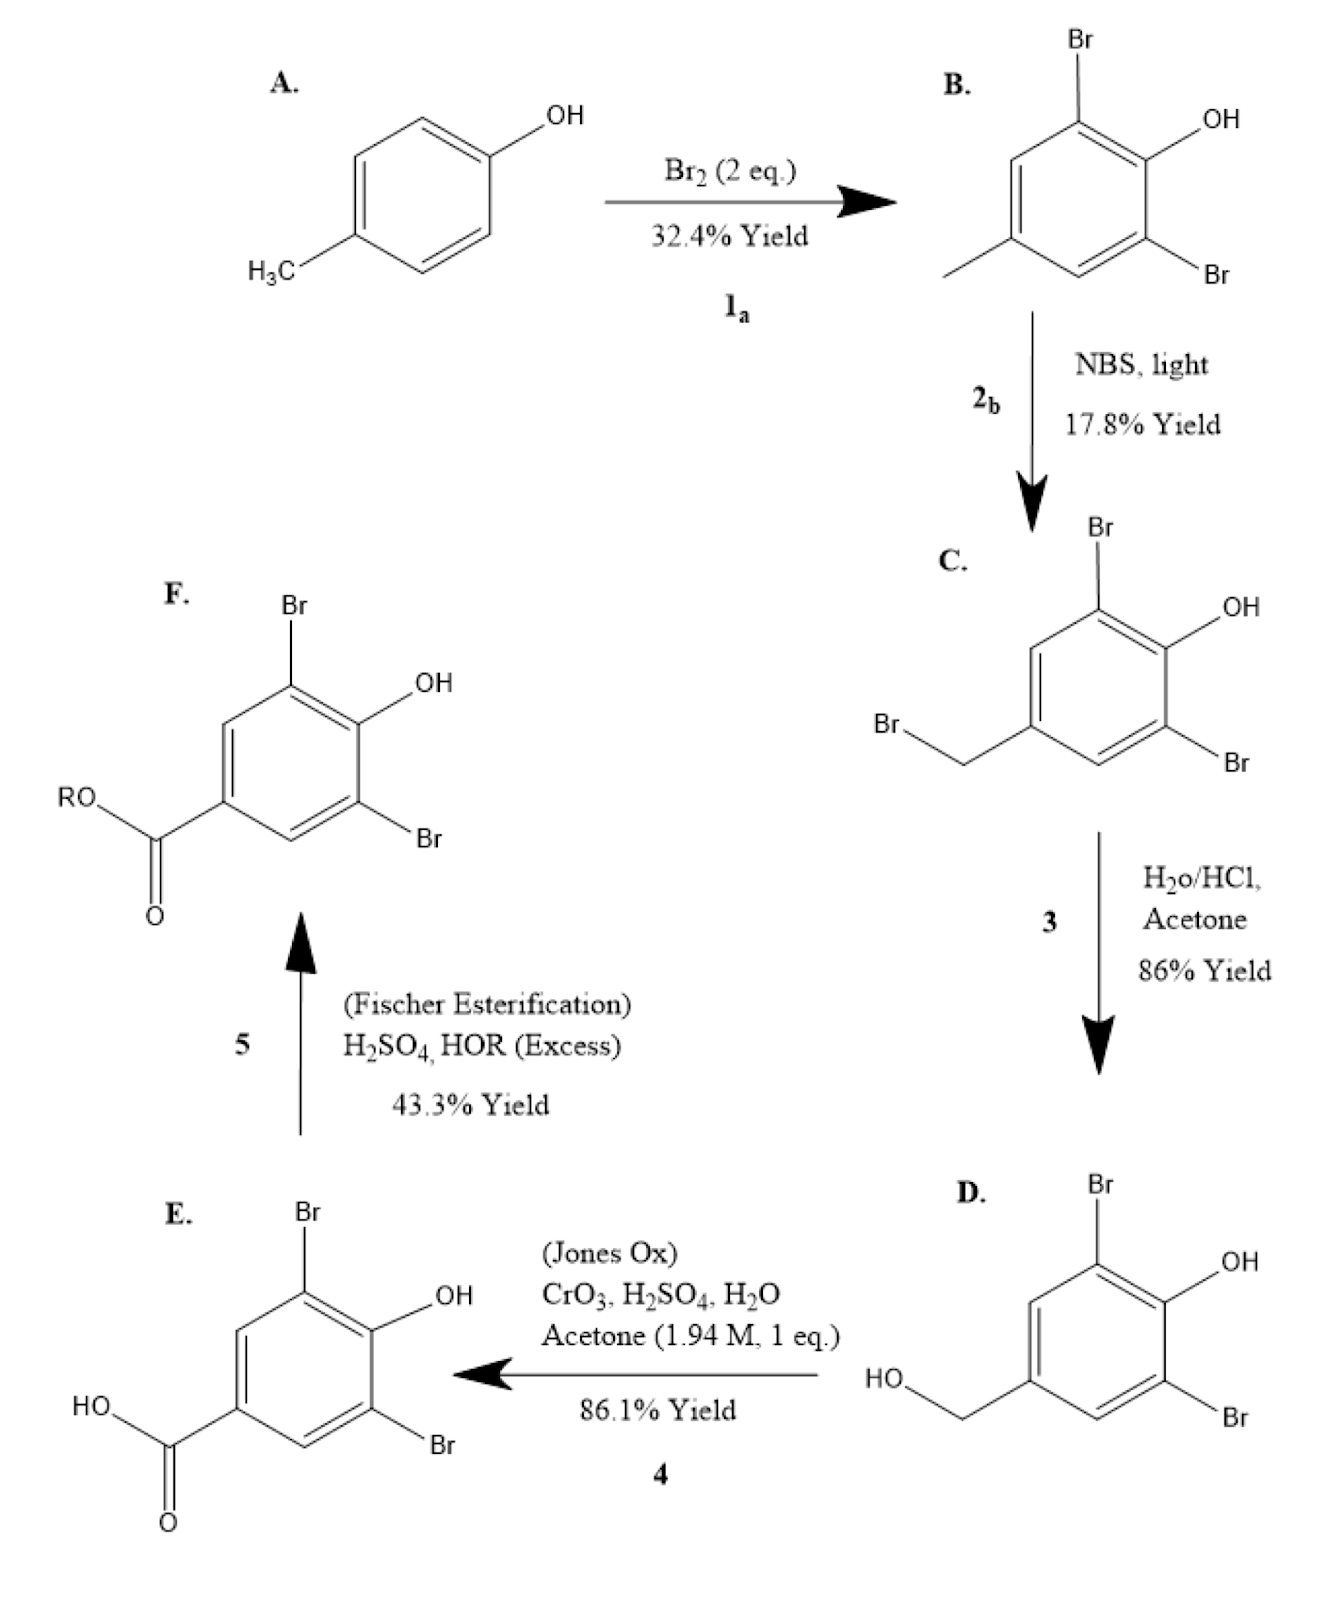 A.
OH
H₃C
Br₂ (2 eq.)
32.4% Yield
1ₐ
B.
Br
OH
Br
2b
NBS, light
17.8% Yield
C.
Br
OH
Br
Br
3
H₂o/HCl,
Acetone
86% Yield
D.
Br
OH
HO
Br
(Jones Ox)
CrO₃, H₂SO₄, H₂O
Acetone (1.94 M, 1 eq.)
86.1% Yield
4
E.
Br
OH
HO
Br
O
5
(Fischer Esterification)
H₂SO₄, HOR (Excess)
43.3% Yield
F.
Br
OH
RO
Br
O